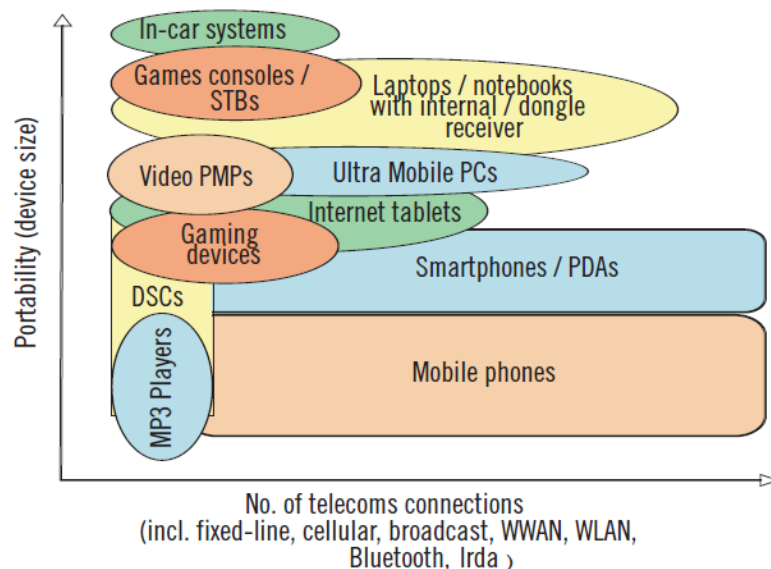 In-car systems
Games consoles /
STBs
Laptops / notebooks
with internal / dongle
receiver
Video PMPs
Ultra Mobile PCs
Internet tablets
Gaming
devices
Smartphones / PDAs
DSCs
MP3 Players
Mobile phones
Portability (device size)
No. of telecoms connections
(incl. fixed-line, cellular, broadcast, WWAN, WLAN,
Bluetooth, Irda )